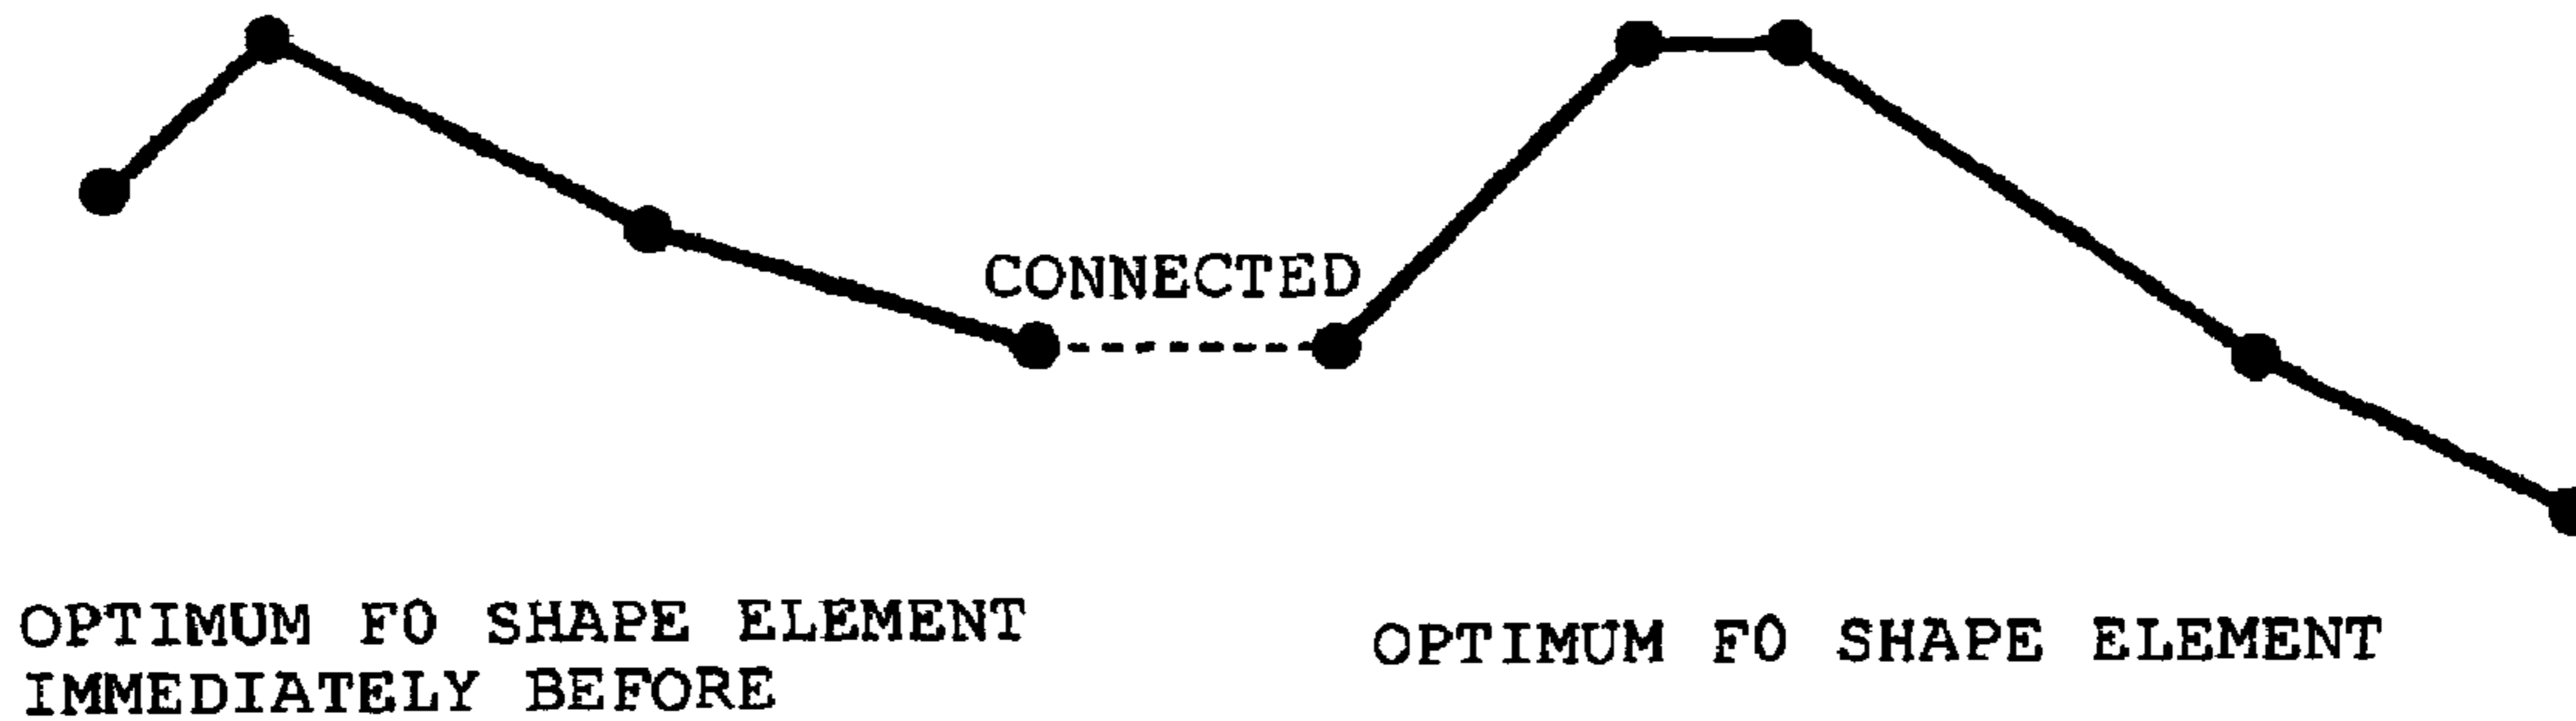 CONNECTED
OPTIMUM F0 SHAPE ELEMENT
IMMEDIATELY BEFORE
OPTIMUM F0 SHAPE ELEMENT